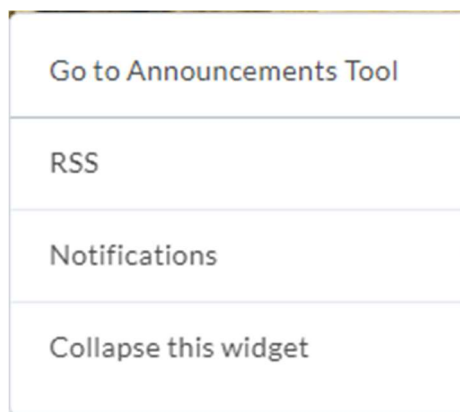 Go to Announcements Tool
RSS
Notifications
Collapse this widget